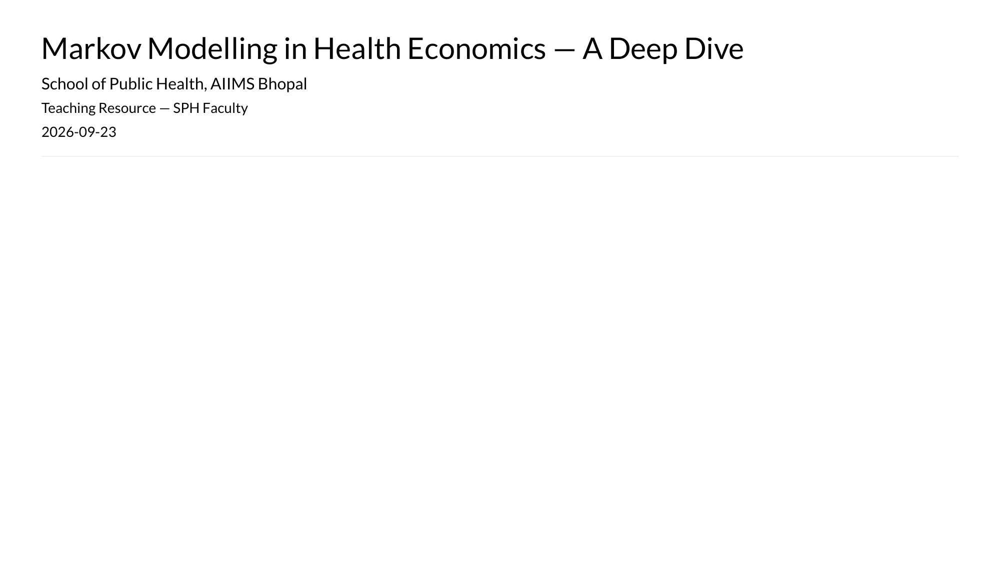 Markov Modelling in Health Economics — A Deep Dive
School of Public Health, AIIMS Bhopal
Teaching Resource — SPH Faculty
2026-09-23